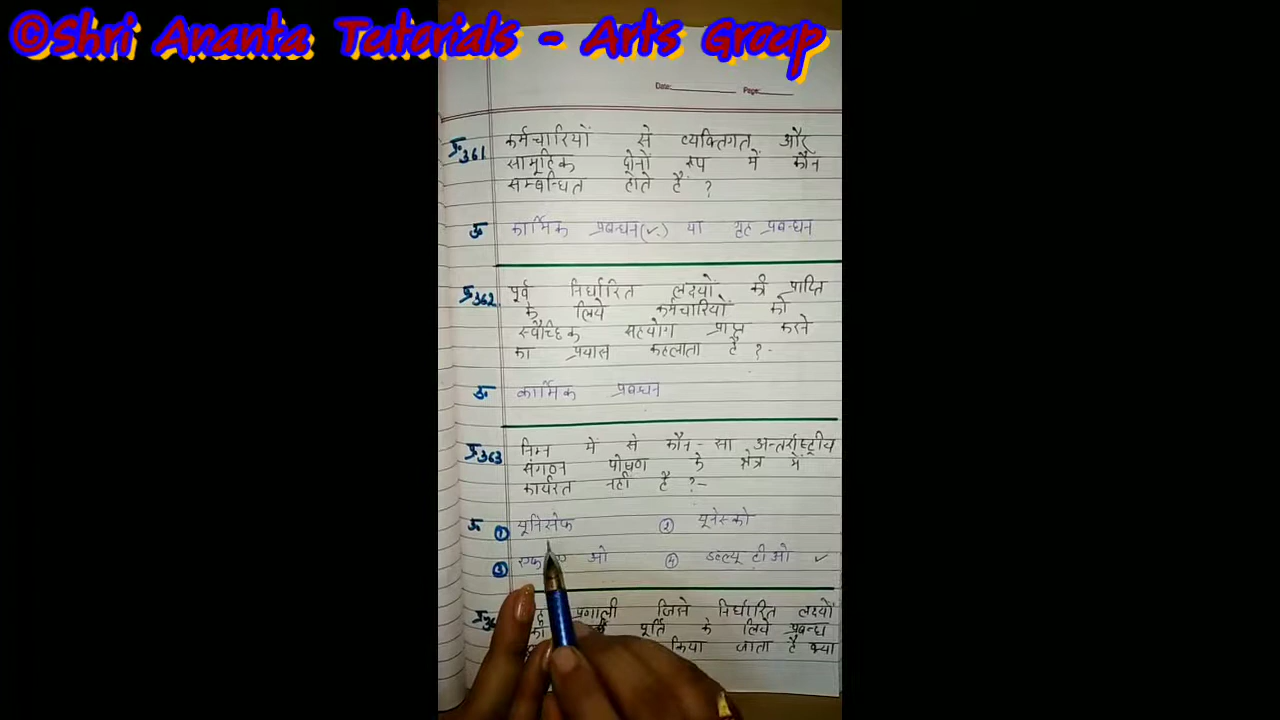 ©Shri Ananta Tutorials - Arts Group
Date: Page:
प्र.361 कर्मचारियों से व्यक्तिगत और
सामूहिक दोनों रूप में कौन
सम्बन्धित होते हैं ?
उ कार्मिक प्रबन्धन(✓.) या गृह प्रबन्धन
प्र362. पूर्व निर्धारित लक्ष्यों की प्राप्ति
के लिये कर्मचारियों को
स्वैच्छिक सहयोग प्राप्त करने
का प्रयास कहलाता है ?-
उ कार्मिक प्रबन्धन
प्र.363 निम्न में से कौन-सा अन्तर्राष्ट्रीय
संगठन पोषण के क्षेत्र में
कार्यरत नहीं है ?-
उ ① यूनिसेफ ② यूनेस्को
③ ओ ④ डब्ल्यू टी ओ ✓
प्रणाली जिसे निर्धारित लक्ष्यों
पूर्ति के लिये प्रबन्ध
किया जाता है क्या